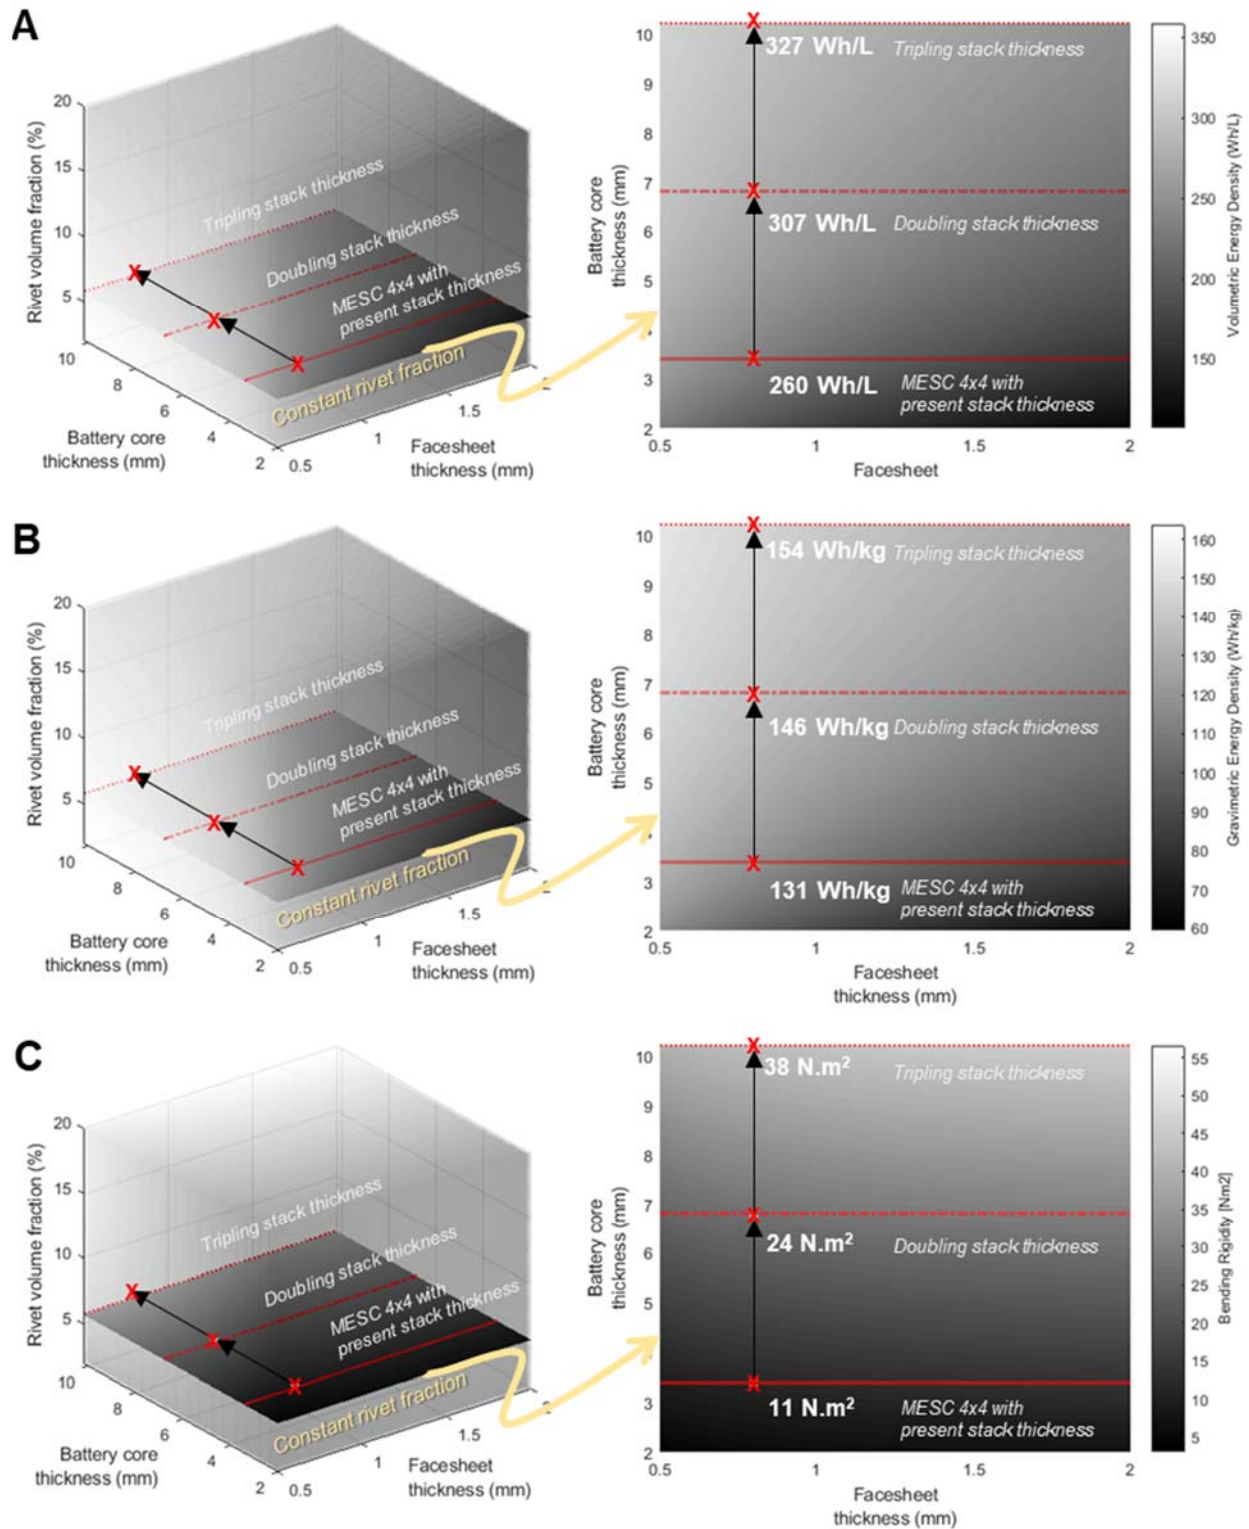 A
Rivet volume fraction (%)
20
15
10
5
10
8
6
4
2
0.5
1
1.5
2
Battery core
thickness (mm)
Facesheet
thickness (mm)
Tripling stack thickness
Doubling stack thickness
MESC 4x4 with
present stack thickness
Constant rivet fraction
Battery core
thickness (mm)
10
9
8
7
6
5
4
3
2
0.5
1
1.5
2
Facesheet
327 Wh/L Tripling stack thickness
307 Wh/L Doubling stack thickness
260 Wh/L MESC 4x4 with
present stack thickness
350
300
250
200
150
Volumetric Energy Density (Wh/L)
B
Rivet volume fraction (%)
20
15
10
5
10
8
6
4
2
0.5
1
1.5
2
Battery core
thickness (mm)
Facesheet
thickness (mm)
Tripling stack thickness
Doubling stack thickness
MESC 4x4 with
present stack thickness
Constant rivet fraction
Battery core
thickness (mm)
10
9
8
7
6
5
4
3
2
0.5
1
1.5
2
Facesheet
thickness (mm)
154 Wh/kg Tripling stack thickness
146 Wh/kg Doubling stack thickness
131 Wh/kg MESC 4x4 with
present stack thickness
160
150
140
130
120
110
100
90
80
70
60
Gravimetric Energy Density (Wh/kg)
C
Rivet volume fraction (%)
20
15
10
5
10
8
6
4
2
0.5
1
1.5
2
Battery core
thickness (mm)
Facesheet
thickness (mm)
Tripling stack thickness
Doubling stack thickness
MESC 4x4 with
present stack thickness
Constant rivet fraction
Battery core
thickness (mm)
10
9
8
7
6
5
3
2
0.5
1
1.5
2
Facesheet
thickness (mm)
38 N.m² Tripling stack thickness
24 N.m² Doubling stack thickness
11 N.m² MESC 4x4 with
present stack thickness
55
50
45
40
35
30
25
20
15
10
5
Bending Rigidity [Nm2]